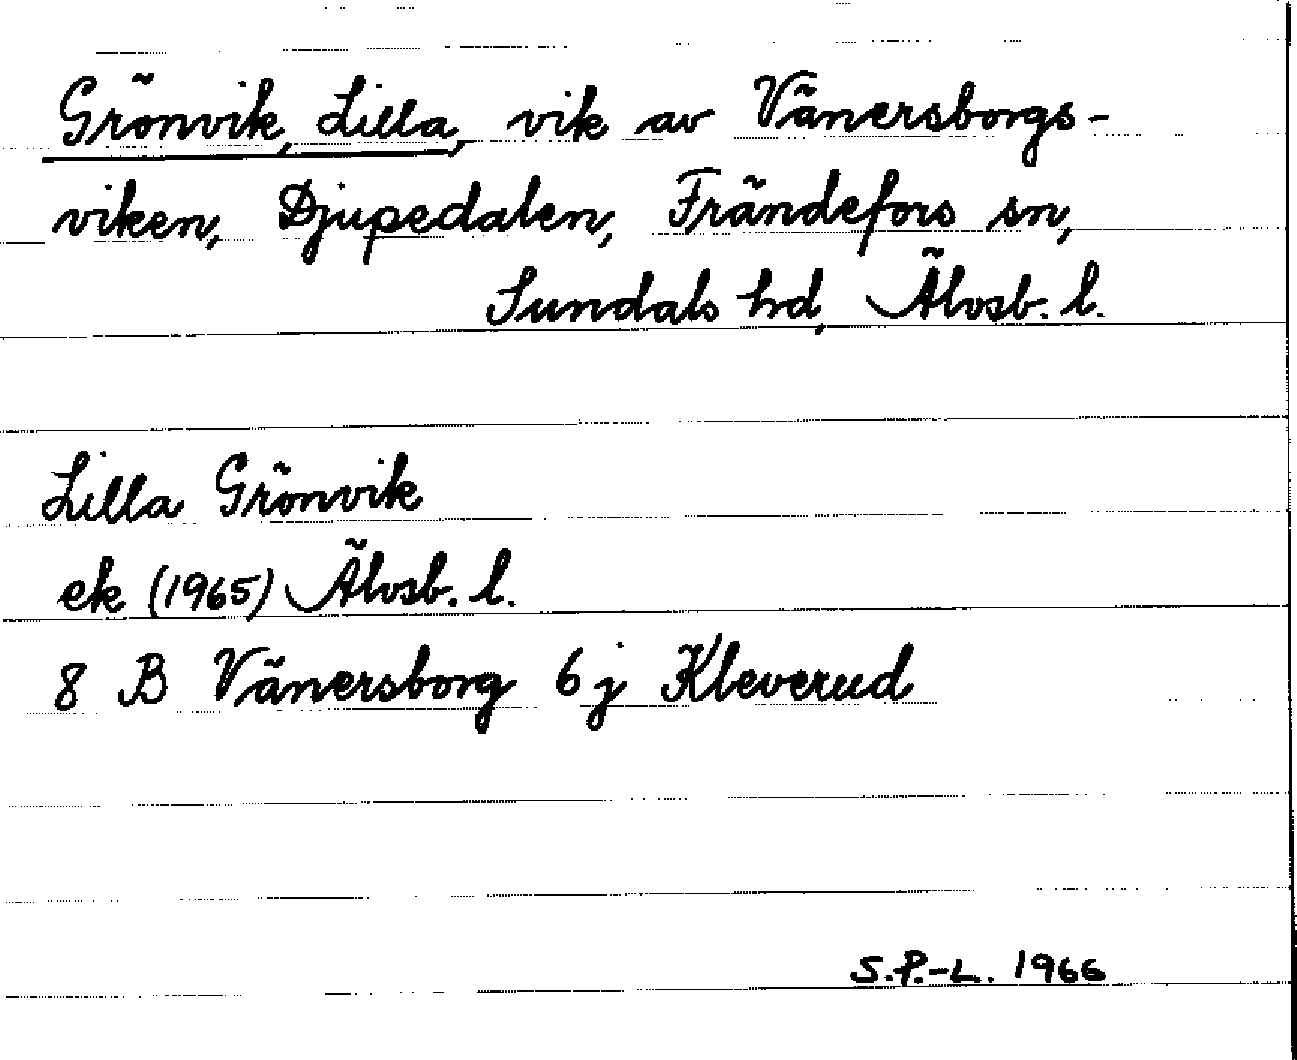 Grönvik, Lilla, vik av Vänersborgs-
viken, Djupedalen, Frändefors sn,
Sundals hd, Älvsb. l.
Lilla Grönvik
ek (1965) Älvsb. l.
8 B Vänersborg 6 j Kleverud
S.P.-L. 1966